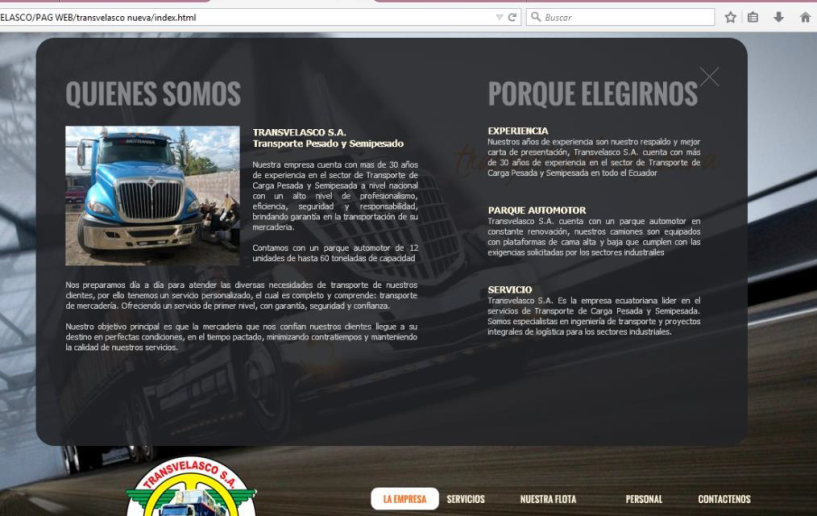 ELASCO/PAG WEB/transvelasco nueva/index.html
Buscar
QUIENES SOMOS
TRANSVELASCO S.A.
Transporte Pesado y Semipesado
Nuestra empresa cuenta con mas de 30 años
de experiencia en el sector de Transporte de
Carga Pesada y Semipesada a nivel nacional
con un alto nivel de profesionalismo,
eficiencia, seguridad y responsabilidad,
brindando garantía en la transportación de su
mercadería.
Contamos con un parque automotor de 12
unidades de hasta 60 toneladas de capacidad
Nos preparamos día a día para atender las diversas necesidades de transporte de nuestros
clientes, por ello tenemos un servicio personalizado, el cual es completo y comprende: transporte
de mercadería. Ofreciendo un servicio de primer nivel, con garantía, seguridad y confianza.
Nuestro objetivo principal es que la mercadería que nos confían nuestros clientes llegue a su
destino en perfectas condiciones, en el tiempo pactado, minimizando contratiempos y manteniendo
la calidad de nuestros servicios.
PORQUE ELEGIRNOS
EXPERIENCIA
Nuestros años de experiencia son nuestro respaldo y mejor
carta de presentación, Transvelasco S.A. cuenta con más
de 30 años de experiencia en el sector de Transporte de
Carga Pesada y Semipesada en todo el Ecuador
PARQUE AUTOMOTOR
Transvelasco S.A. cuenta con un parque automotor en
constante renovación, nuestros camiones son equipados
con plataformas de cama alta y baja que cumplen con las
exigencias solicitadas por los sectores industrailes
SERVICIO
Transvelasco S.A. Es la empresa ecuatoriana lider en el
servicios de Transporte de Carga Pesada y Semipesada.
Somos especialistas en ingeniería de transporte y proyectos
integrales de logística para los sectores industriales.
TRANSVELASCO S.A.
LA EMPRESA SERVICIOS NUESTRA FLOTA PERSONAL CONTACTENOS